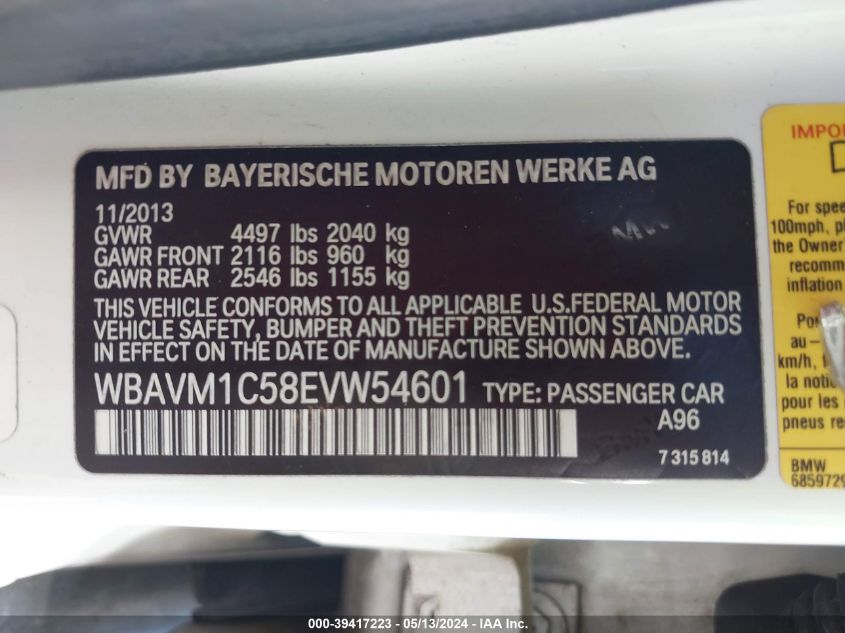 MFD BY BAYERISCHE MOTOREN WERKE AG
11/2013
GVWR 4497 lbs 2040 kg
GAWR FRONT 2116 lbs 960 kg
GAWR REAR 2546 lbs 1155 kg
THIS VEHICLE CONFORMS TO ALL APPLICABLE U.S.FEDERAL MOTOR
VEHICLE SAFETY, BUMPER AND THEFT PREVENTION STANDARDS
IN EFFECT ON THE DATE OF MANUFACTURE SHOWN ABOVE.
WBAVM1C58EVW54601 TYPE: PASSENGER CAR
A96
7 315 814
IMPO
For spee
100mph, pl
the Owner
recomm
inflation
Po
au–
km/h,
la notic
pour les
pneus re
BMW
6859729
000-39417223 - 05/13/2024 - IAA Inc.